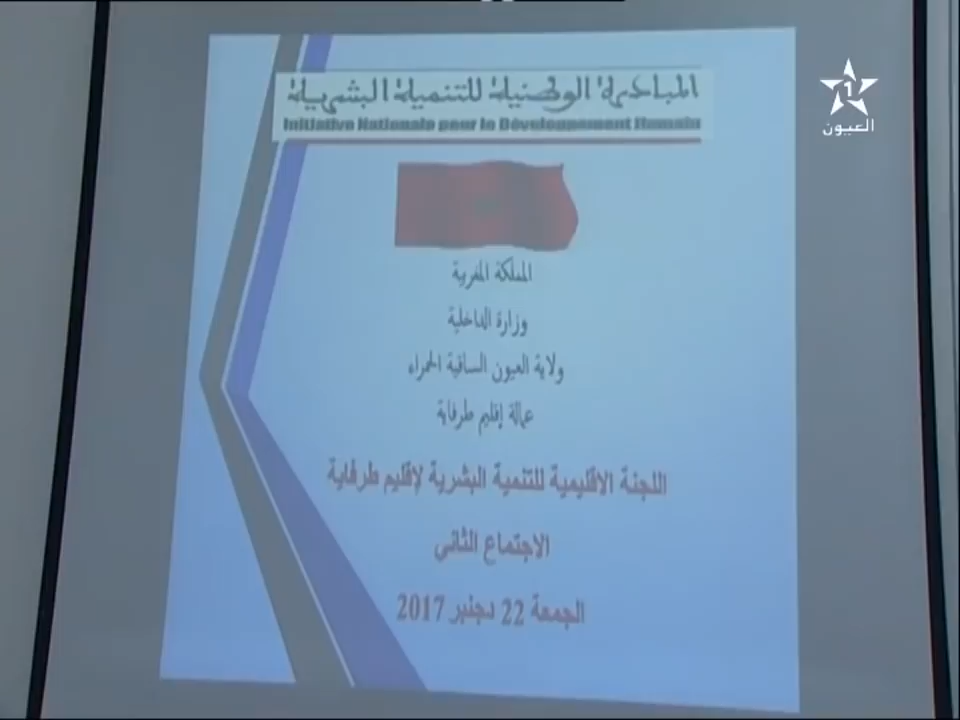 المبادرة الوطنية للتنمية البشرية
Initiative Nationale pour le Développement Humain
1
العيون
المملكة المغربية
وزارة الداخلية
ولاية العيون الساقية الحمراء
عمالة إقليم طرفاية
اللجنة الاقليمية للتنمية البشرية لإقليم طرفاية
الاجتماع الثاني
الجمعة 22 دجنبر 2017